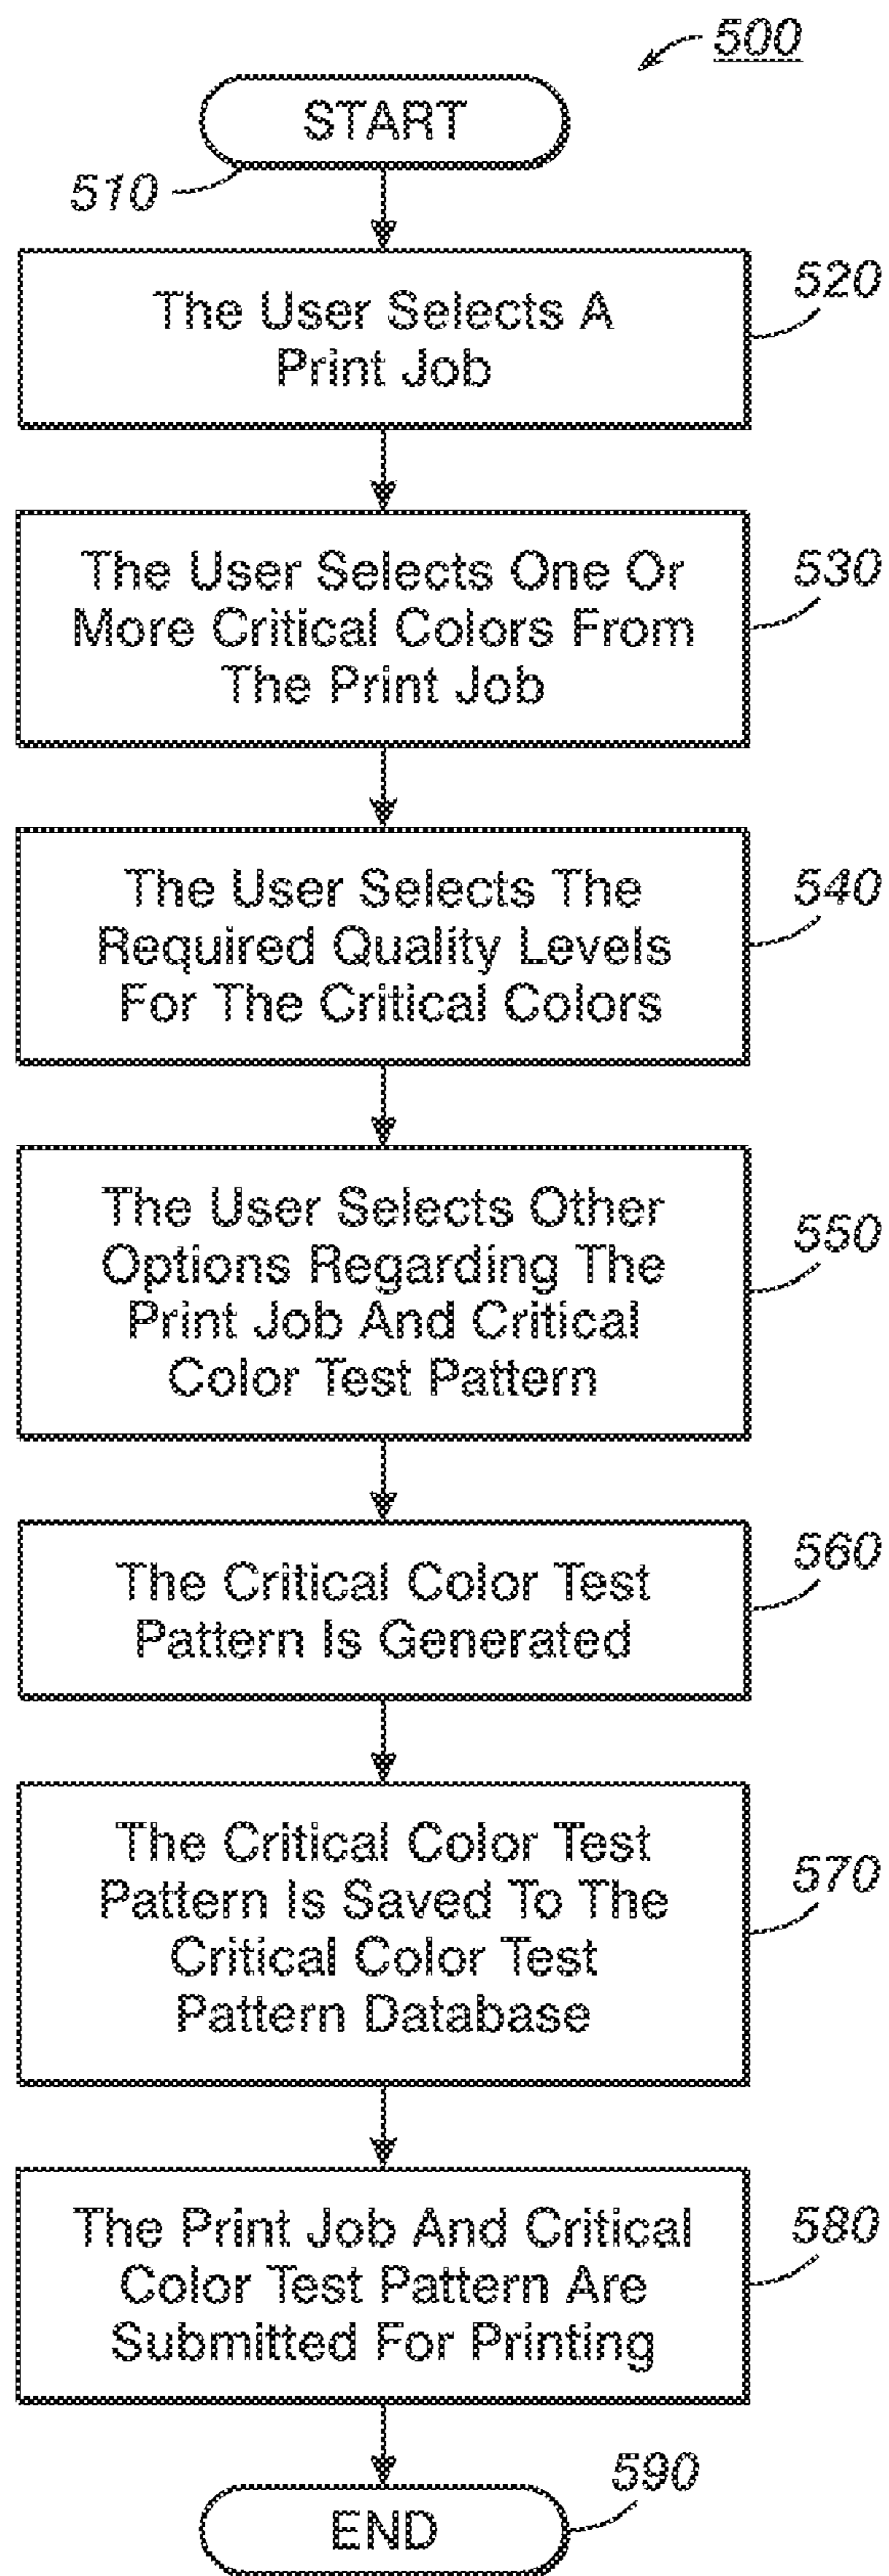 500
START
510
The User Selects A
Print Job
520
The User Selects One Or
More Critical Colors From
The Print Job
530
The User Selects The
Required Quality Levels
For The Critical Colors
540
The User Selects Other
Options Regarding The
Print Job And Critical
Color Test Pattern
550
The Critical Color Test
Pattern Is Generated
560
The Critical Color Test
Pattern Is Saved To The
Critical Color Test
Pattern Database
570
The Print Job And Critical
Color Test Pattern Are
Submitted For Printing
580
END
590